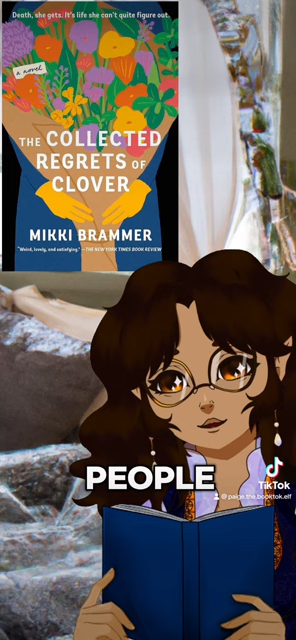 Death, she gets. It's life she can't quite figure out.
a novel
THE COLLECTED
REGRETS OF
CLOVER
MIKKI BRAMMER
"Weird, lovely, and satisfying." —THE NEW YORK TIMES BOOK REVIEW
PEOPLE
TikTok
@ paige.the.booktok.elf